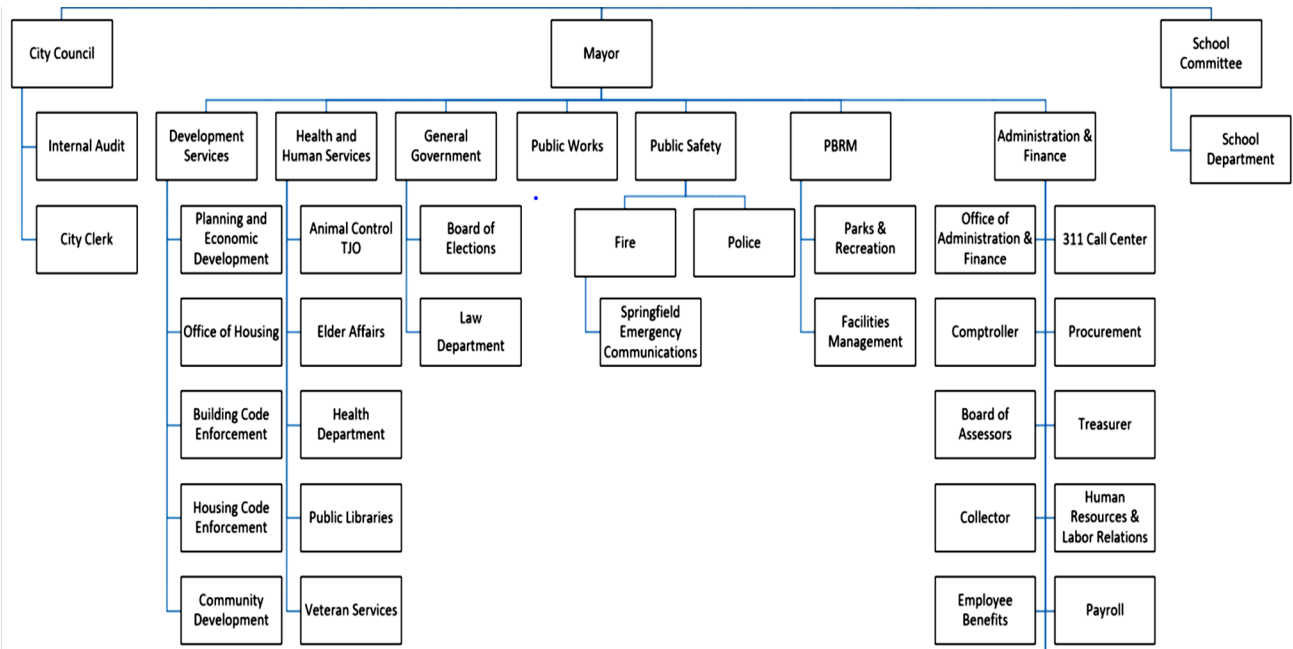 City Council
Mayor
School
Committee
Internal Audit
Development
Services
Health and
Human Services
General
Government
Public Works
Public Safety
PBRM
Administration &
Finance
School
Department
City Clerk
Planning and
Economic
Development
Animal Control
TJO
Board of
Elections
Fire
Police
Parks &
Recreation
Office of
Administration &
Finance
311 Call Center
Office of Housing
Elder Affairs
Law
Department
Springfield
Emergency
Communications
Facilities
Management
Comptroller
Procurement
Building Code
Enforcement
Health
Department
Board of
Assessors
Treasurer
Housing Code
Enforcement
Public Libraries
Collector
Human
Resources &
Labor Relations
Community
Development
Veteran Services
Employee
Benefits
Payroll